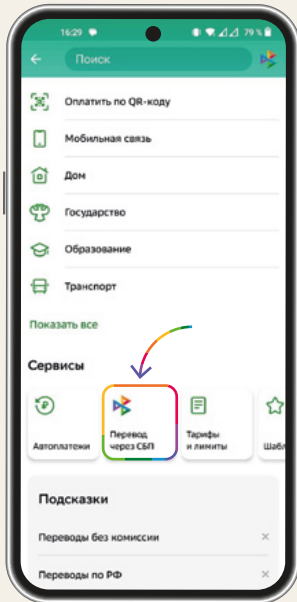 16:29
79 %
Поиск
Оплатить по QR-коду
Мобильная связь
Дом
Государство
Образование
Транспорт
Показать все
Сервисы
Автоплатежи
Перевод
через СБП
Тарифы
и лимиты
Шабл
Подсказки
Переводы без комиссии
Переводы по РФ